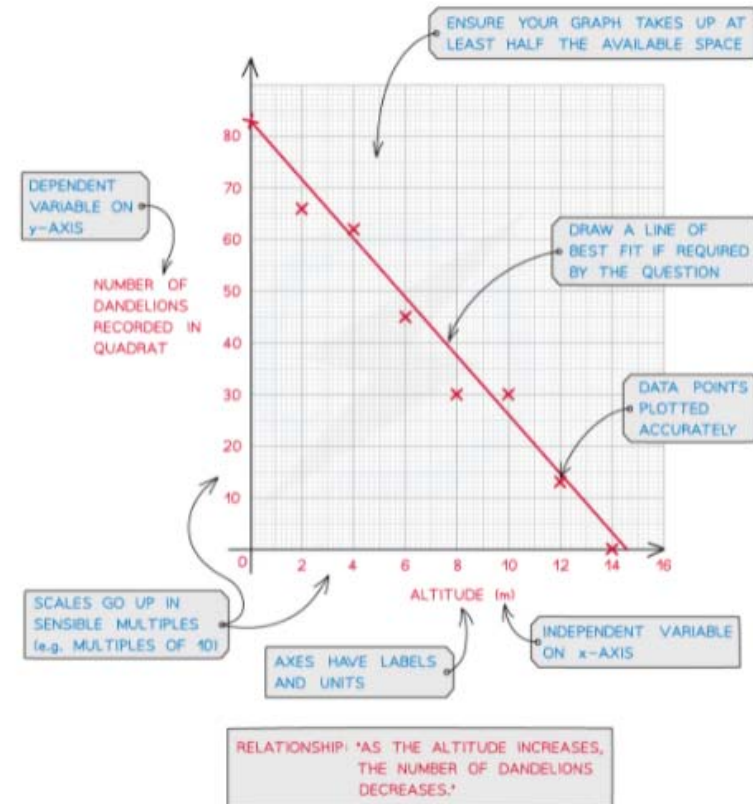 ENSURE YOUR GRAPH TAKES UP AT
LEAST HALF THE AVAILABLE SPACE
DEPENDENT
VARIABLE ON
y-AXIS
NUMBER OF
DANDELIONS
RECORDED IN
QUADRAT
80
70
60
50
40
30
20
10
DRAW A LINE OF
BEST FIT IF REQUIRED
BY THE QUESTION
DATA POINTS
PLOTTED
ACCURATELY
0 2 4 6 8 10 12 14 16
ALTITUDE (m)
SCALES GO UP IN
SENSIBLE MULTIPLES
(e.g. MULTIPLES OF 10)
AXES HAVE LABELS
AND UNITS
INDEPENDENT VARIABLE
ON x-AXIS
RELATIONSHIP: "AS THE ALTITUDE INCREASES,
THE NUMBER OF DANDELIONS
DECREASES."